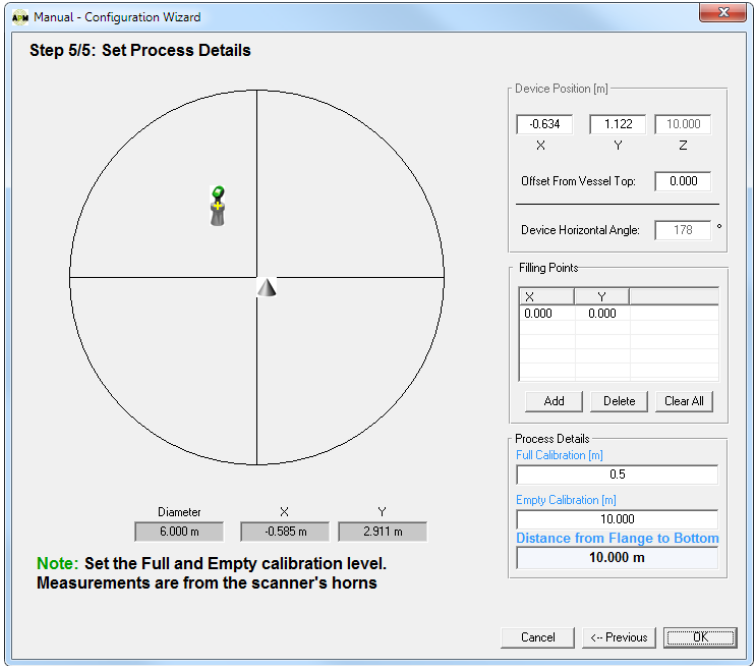 APM Manual - Configuration Wizard
Step 5/5: Set Process Details
Device Position [m]
-0.634 1.122 10.000
X Y Z
Offset From Vessel Top: 0.000
Device Horizontal Angle: 178 °
Filling Points
X Y
0.000 0.000
Add Delete Clear All
Process Details
Full Calibration [m]
0.5
Empty Calibration [m]
10.000
Distance from Flange to Bottom
10.000 m
Diameter X Y
6.000 m -0.585 m 2.911 m
Note: Set the Full and Empty calibration level.
Measurements are from the scanner's horns
Cancel <-- Previous OK